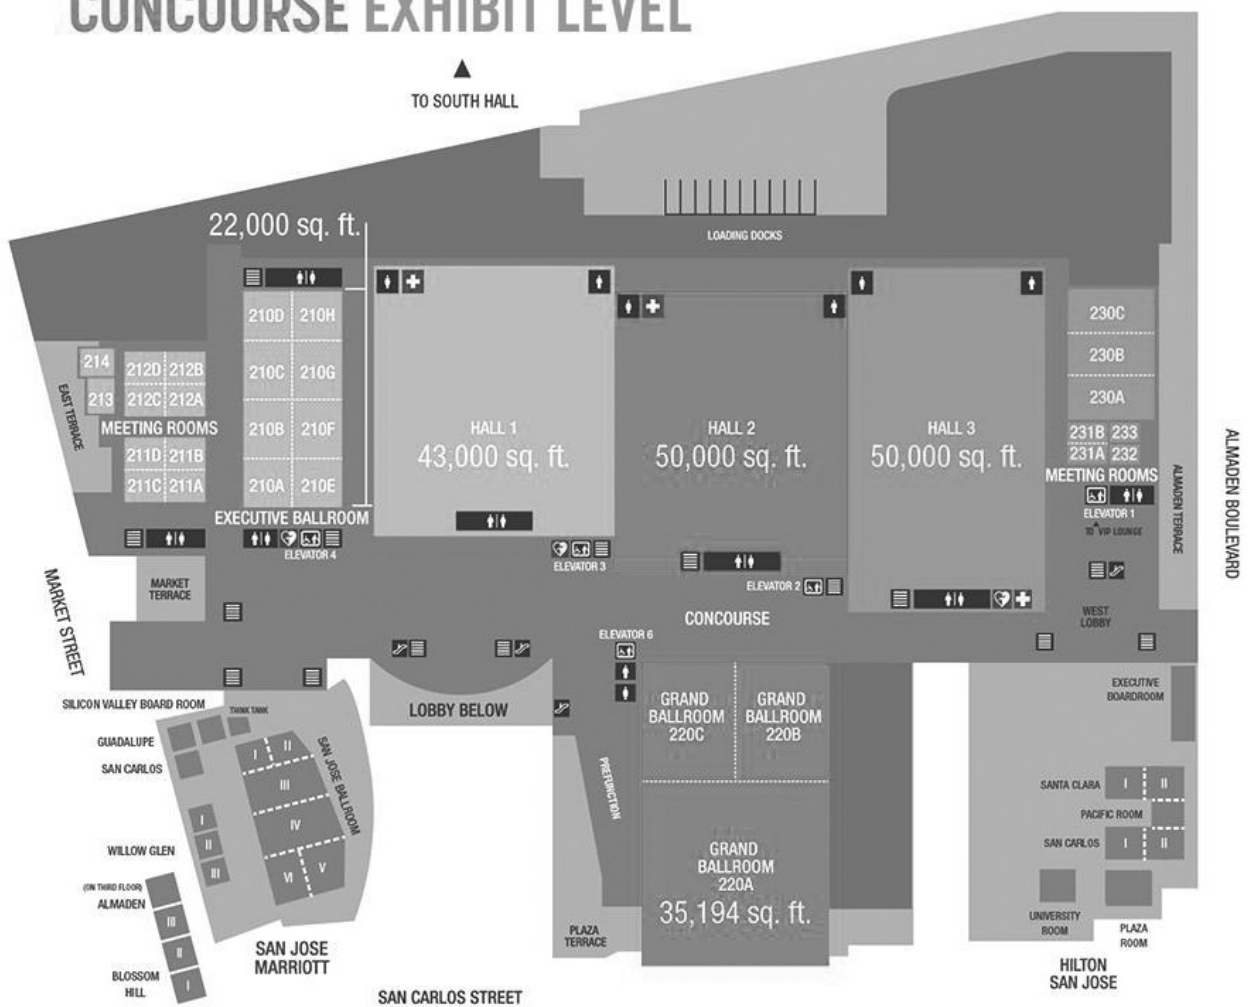 CONCOURSE EXHIBIT LEVEL
TO SOUTH HALL
22,000 sq. ft.
LOADING DOCKS
210D 210H
210C 210G
210B 210F
210A 210E
EXECUTIVE BALLROOM
ELEVATOR 4
214
213
EAST TERRACE
212D 212B
212C 212A
MEETING ROOMS
211D 211B
211C 211A
HALL 1
43,000 sq. ft.
ELEVATOR 3
HALL 2
50,000 sq. ft.
ELEVATOR 2
HALL 3
50,000 sq. ft.
230C
230B
230A
231B 233
231A 232
MEETING ROOMS
ELEVATOR 1
TO VIP LOUNGE
ALMADEN TERRACE
ALMADEN BOULEVARD
MARKET STREET
MARKET
TERRACE
CONCOURSE
ELEVATOR 6
WEST
LOBBY
LOBBY BELOW
PREFUNCTION
GRAND
BALLROOM
220C
GRAND
BALLROOM
220B
GRAND
BALLROOM
220A
35,194 sq. ft.
PLAZA
TERRACE
SILICON VALLEY BOARD ROOM
THINK TANK
GUADALUPE
SAN CARLOS
I II
III
IV
VI V
SAN JOSE BALLROOM
I
II
III
WILLOW GLEN
(ON THIRD FLOOR)
ALMADEN
III
II
I
BLOSSOM
HILL
SAN JOSE
MARRIOTT
SAN CARLOS STREET
EXECUTIVE
BOARDROOM
SANTA CLARA I II
PACIFIC ROOM
SAN CARLOS I II
UNIVERSITY
ROOM
PLAZA
ROOM
HILTON
SAN JOSE